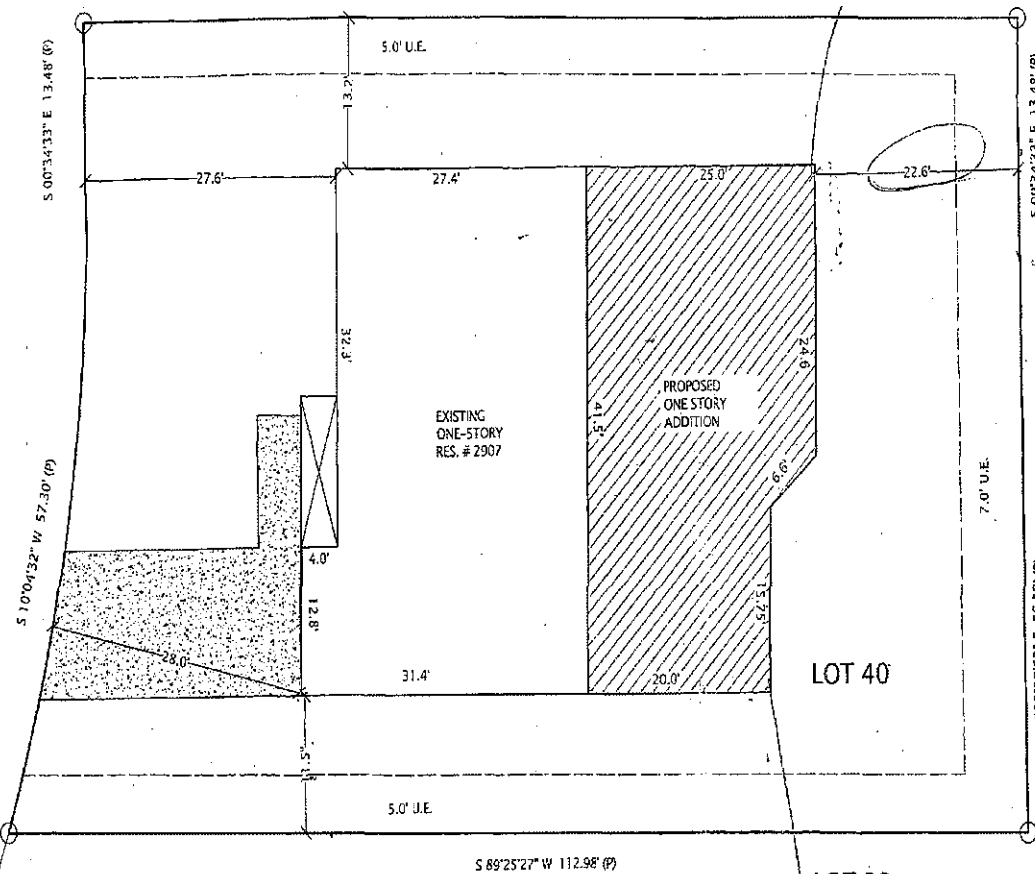 5.0' U.E.
S 00°34'33" E 13.48' (P)
13.2'
27.6'
27.4'
25.0'
22.6'
32.3'
24.6'
EXISTING
ONE-STORY
RES. # 2907
41.5'
PROPOSED
ONE STORY
ADDITION
6.6'
7.0' U.E.
S 10°04'32" W 57.30' (P)
4.0'
12.8'
15.75'
28.0'
31.4'
20.0'
LOT 40
5.0' U.E.
S 89°25'27" W 112.98' (P)